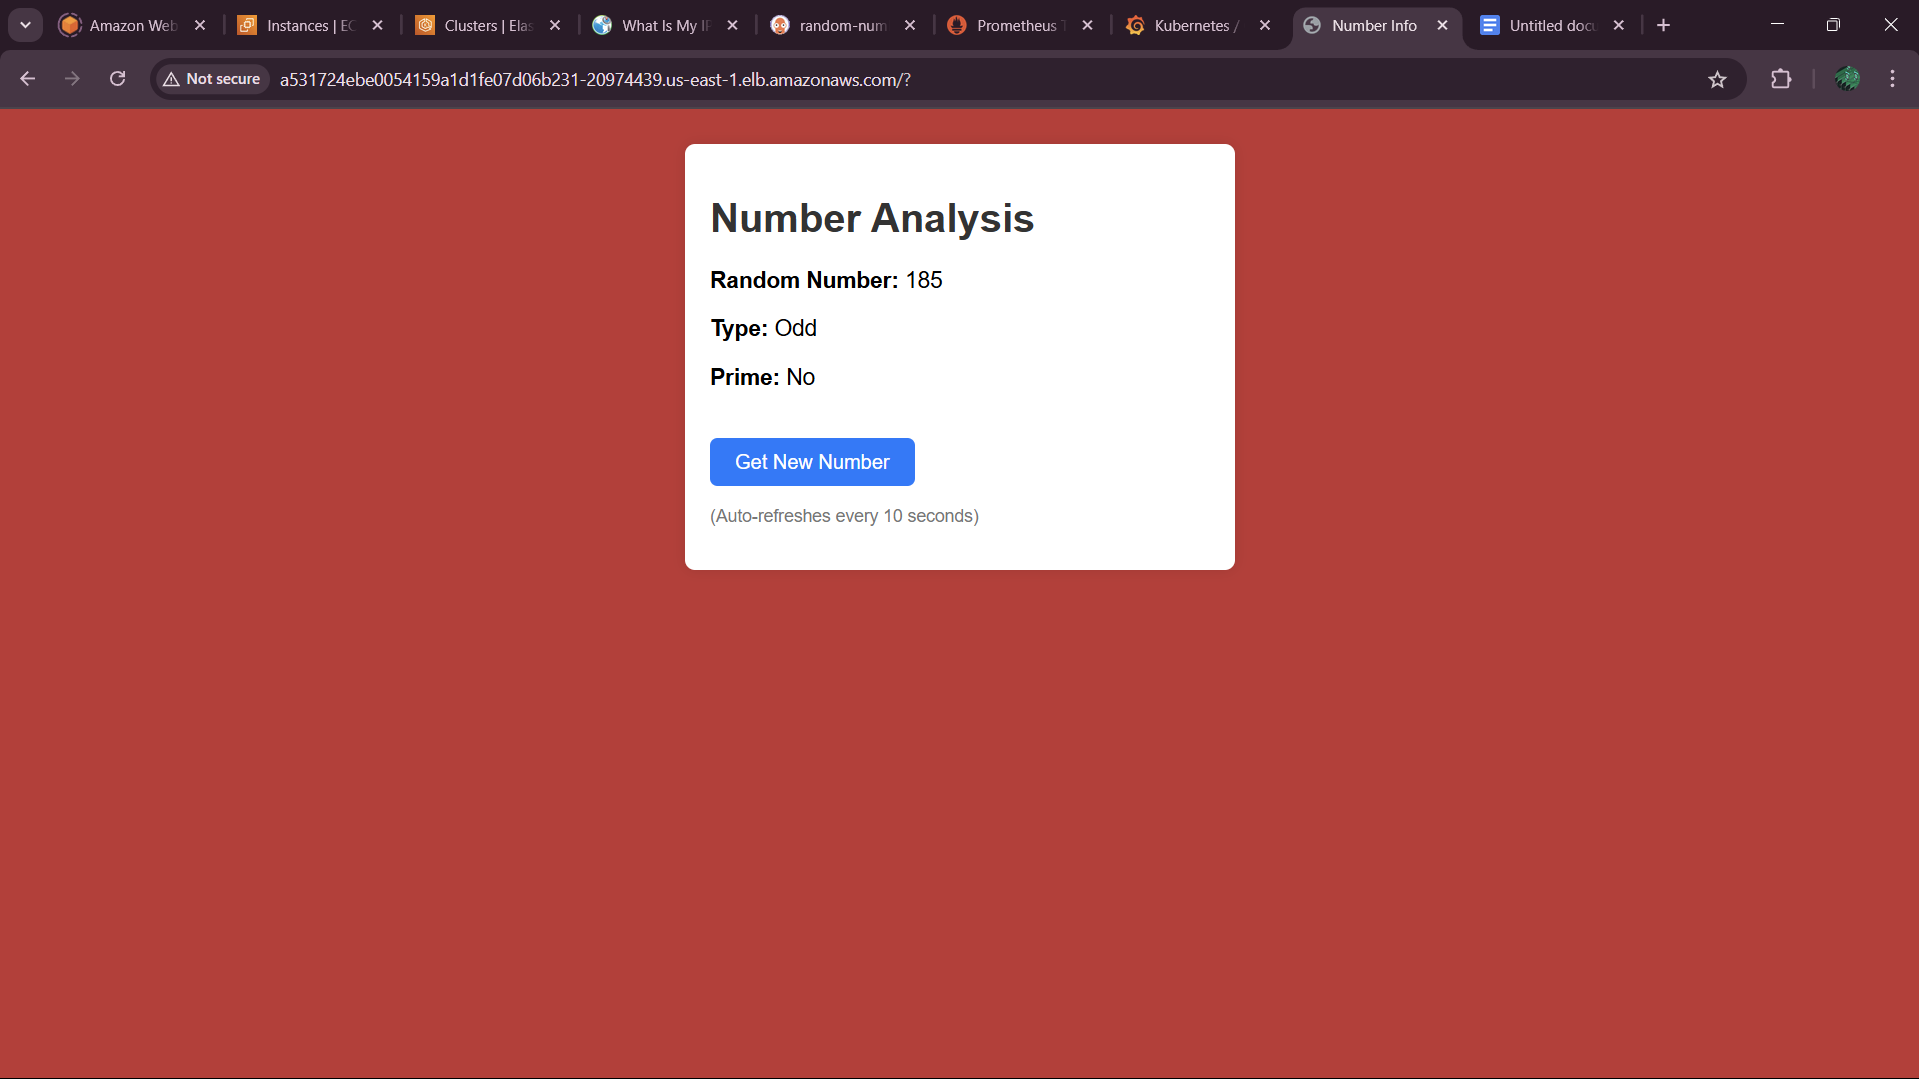 Amazon Web
Instances | EC
Clusters | Elas
What Is My IP
random-num
Prometheus
Kubernetes /
Number Info
Untitled docu
Not secure
a531724ebe0054159a1d1fe07d06b231-20974439.us-east-1.elb.amazonaws.com/?
Number Analysis
Random Number: 185
Type: Odd
Prime: No
Get New Number
(Auto-refreshes every 10 seconds)